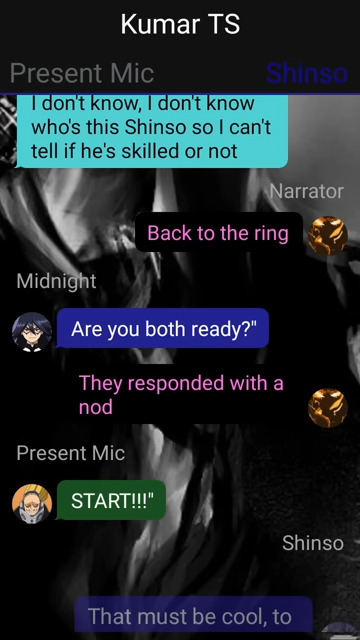 Kumar TS
Present Mic
Shinso
I don't know, I don't know
who's this Shinso so I can't
tell if he's skilled or not
Narrator
Back to the ring
Midnight
Are you both ready?"
They responded with a
nod
Present Mic
START!!!"
Shinso
That must be cool, to